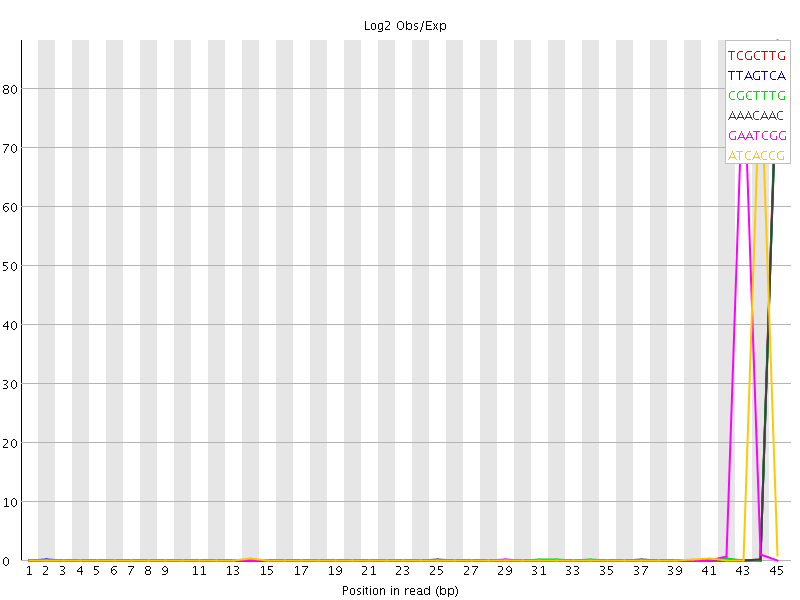 Log2 Obs/Exp
TCGCTTG
TTAGTCA
CGCTTTG
AAACAAC
GAATCGG
ATCACCG
80
70
60
50
40
30
20
10
0
1 2 3 4 5 6 7 8 9 11 13 15 17 19 21 23 25 27 29 31 33 35 37 39 41 43 45
Position in read (bp)